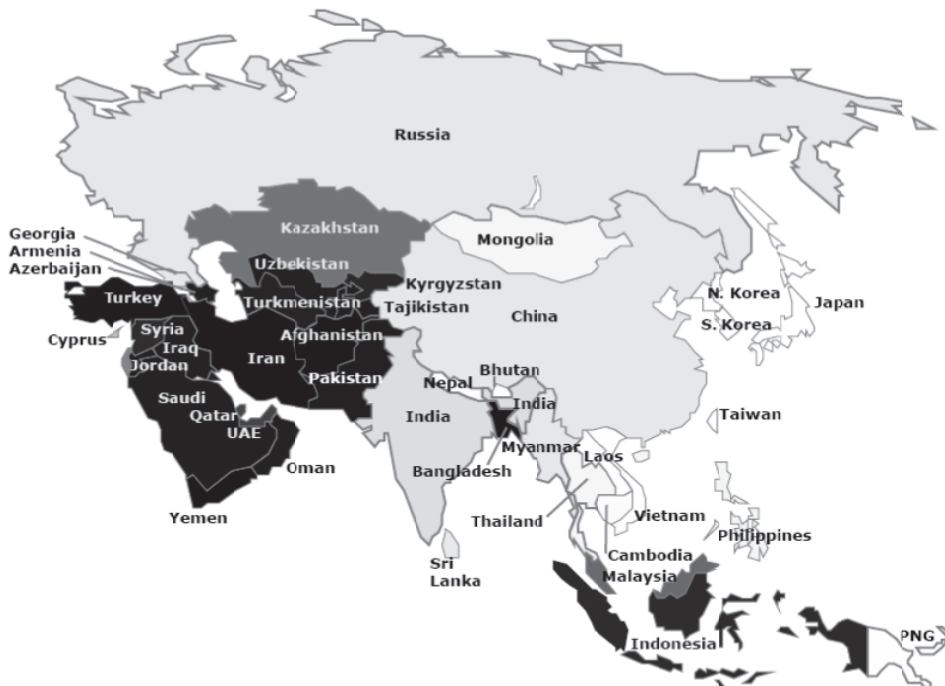 Russia
Kazakhstan
Mongolia
Georgia
Armenia
Azerbaijan
Uzbekistan
Kyrgyzstan
Turkey
Turkmenistan
Tajikistan
China
N. Korea
Japan
S. Korea
Cyprus
Syria
Iraq
Afghanistan
Iran
Jordan
Pakistan
Nepal
Bhutan
Saudi
Qatar
UAE
India
India
Taiwan
Oman
Bangladesh
Myanmar
Laos
Yemen
Thailand
Vietnam
Philippines
Cambodia
Malaysia
Sri
Lanka
Indonesia
PNG